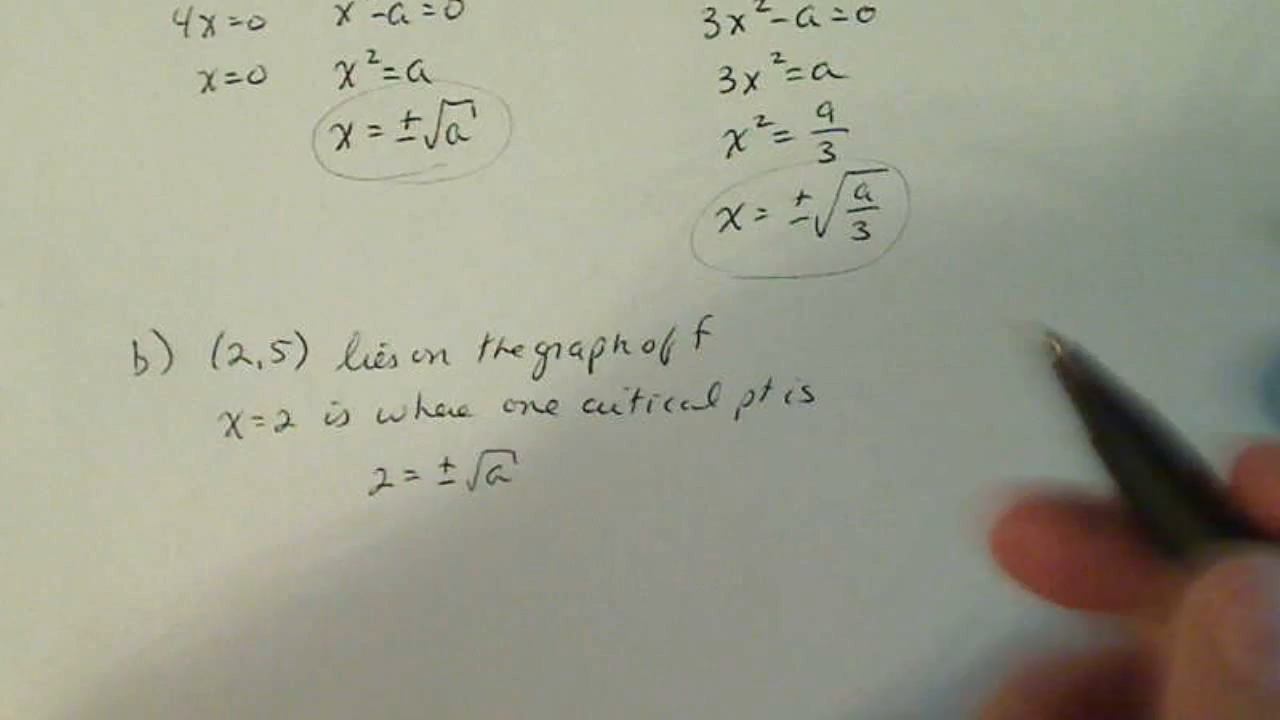 4x=0
x=0
x²-a=0
x²=a
x=±√a
3x²-a=0
3x²=a
x²=a/3
x=±√(a/3)
b) (2,5) lies on the graph of f
x=2 is where one critical pt is
2=±√a